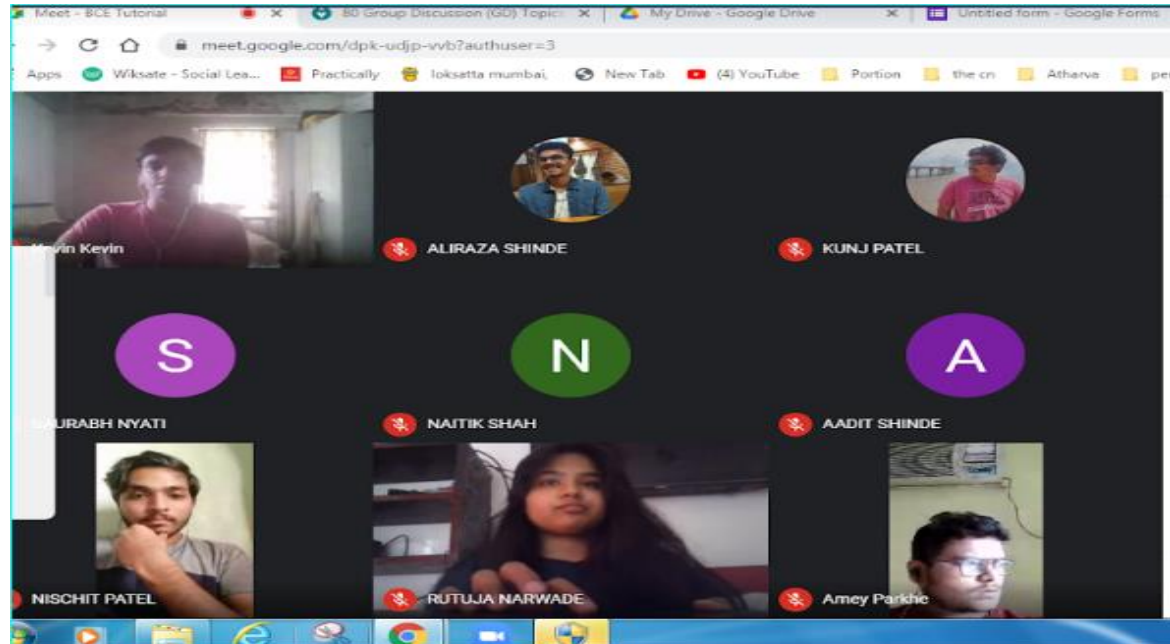 Meet - BCE Tutorial 80 Group Discussion (GD) Topic: My Drive - Google Drive Untitled form - Google Forms
meet.google.com/dpk-udjp-vvb?authuser=3
Apps Wiksate - Social Lea... Practically loksatta mumbai, New Tab (4) YouTube Portion the cn Atharva per
Kevin Kevin ALIRAZA SHINDE KUNJ PATEL
S N A
AURABH NYATI NAITIK SHAH AADIT SHINDE
NISCHIT PATEL RUTUJA NARWADE Amey Parkhe